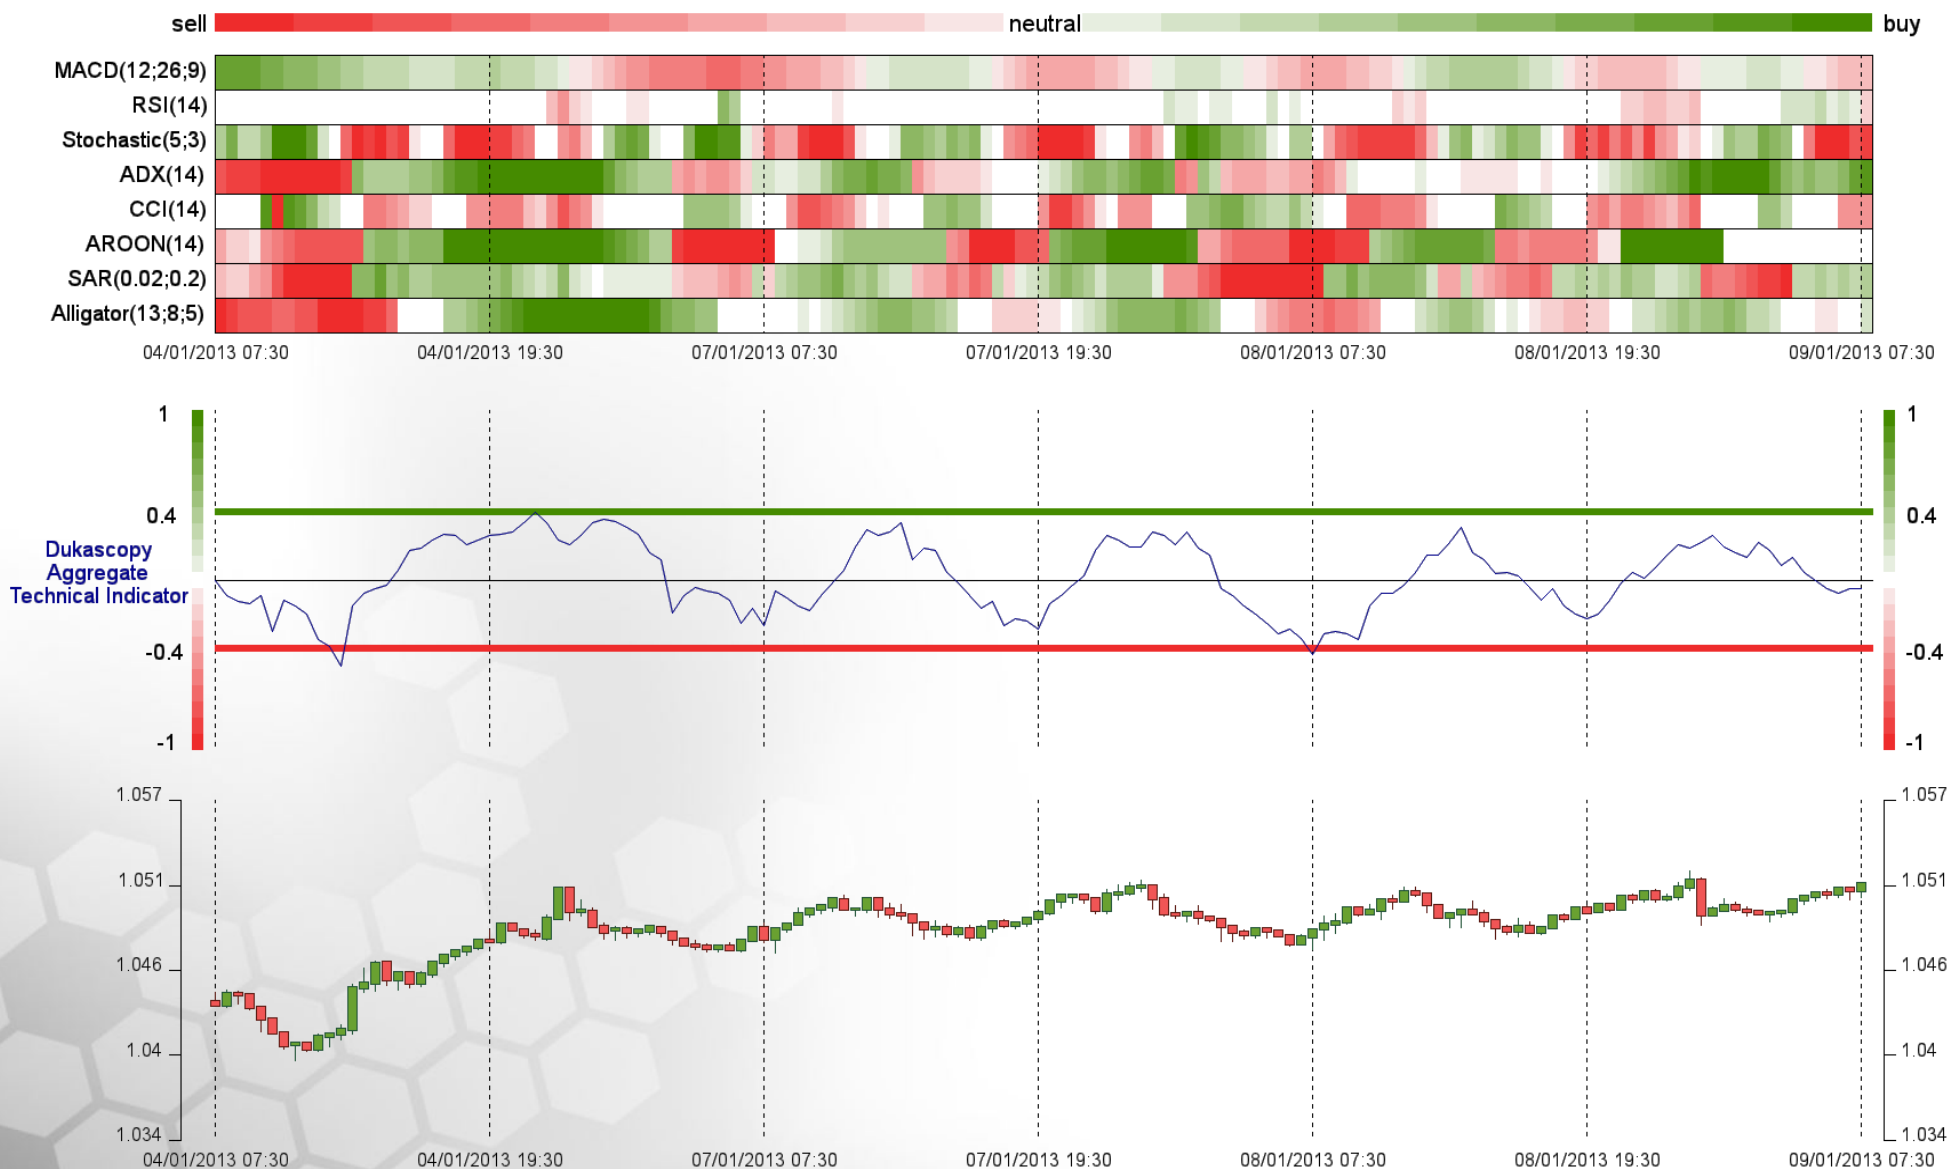 sell neutral buy
MACD(12;26;9)
RSI(14)
Stochastic(5;3)
ADX(14)
CCI(14)
AROON(14)
SAR(0.02;0.2)
Alligator(13;8;5)
04/01/2013 07:30 04/01/2013 19:30 07/01/2013 07:30 07/01/2013 19:30 08/01/2013 07:30 08/01/2013 19:30 09/01/2013 07:30
1 1
0.4 0.4
Dukascopy
Aggregate
Technical Indicator
-0.4 -0.4
-1 -1
1.057 1.057
1.051 1.051
1.046 1.046
1.04 1.04
1.034 1.034
04/01/2013 07:30 04/01/2013 19:30 07/01/2013 07:30 07/01/2013 19:30 08/01/2013 07:30 08/01/2013 19:30 09/01/2013 07:30